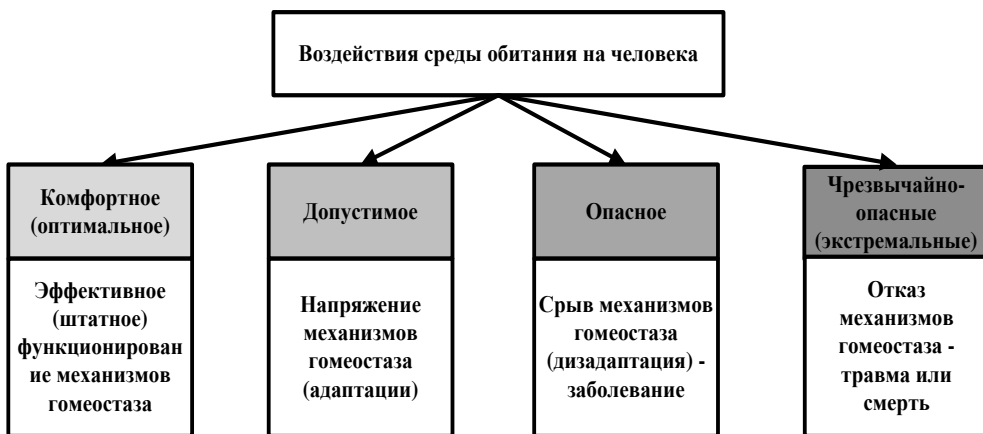 Воздействия среды обитания на человека
Комфортное
(оптимальное)
Эффективное
(штатное)
функционирован
ие механизмов
гомеостаза
Допустимое
Напряжение
механизмов
гомеостаза
(адаптации)
Опасное
Срыв механизмов
гомеостаза
(дизадаптация) -
заболевание
Чрезвычайно-
опасные
(экстремальные)
Отказ
механизмов
гомеостаза -
травма или
смерть